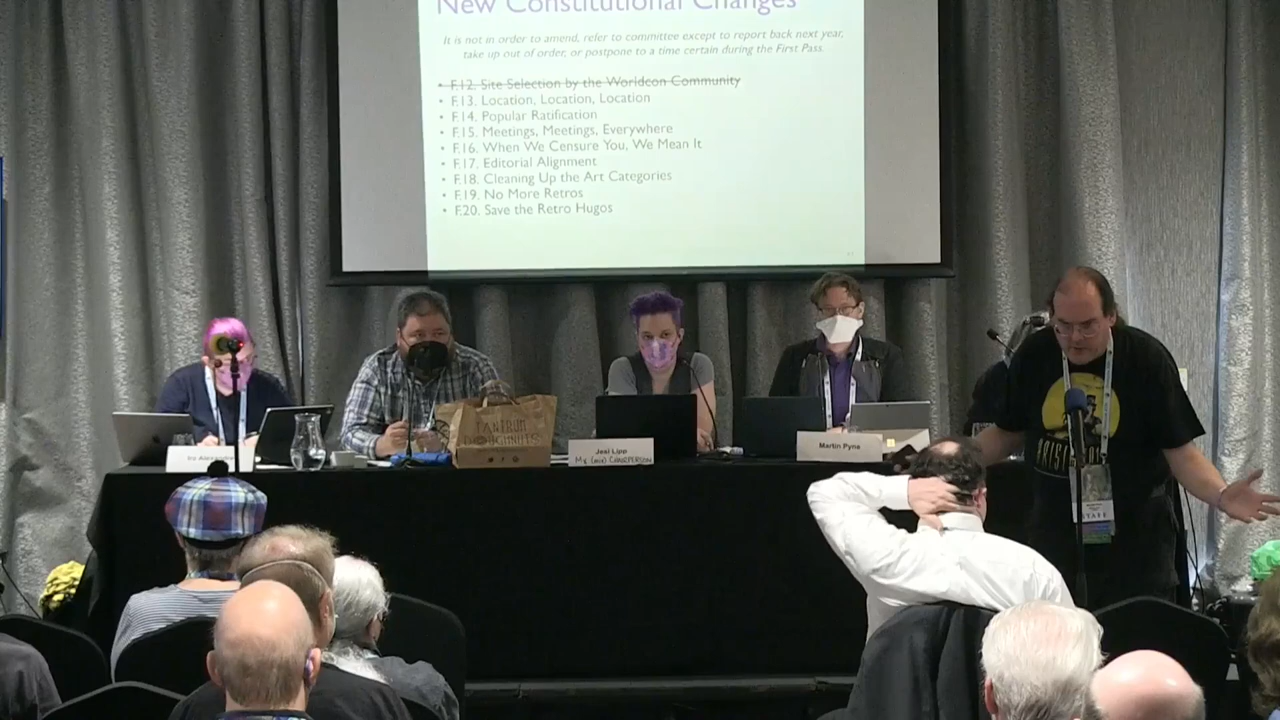 New Constitutional Changes
It is not in order to amend, refer to committee except to report back next year,
take up out of order, or postpone to a time certain during the First Pass.
• F.12. Site Selection by the Worldcon Community
• F.13. Location, Location, Location
• F.14. Popular Ratification
• F.15. Meetings, Meetings, Everywhere
• F.16. When We Censure You, We Mean It
• F.17. Editorial Alignment
• F.18. Cleaning Up the Art Categories
• F.19. No More Retros
• F.20. Save the Retro Hugos
TANTRUM
DOUGHNUTS
Jesi Lipp
CHAIRPERSON
Martin Pyne
STAFF